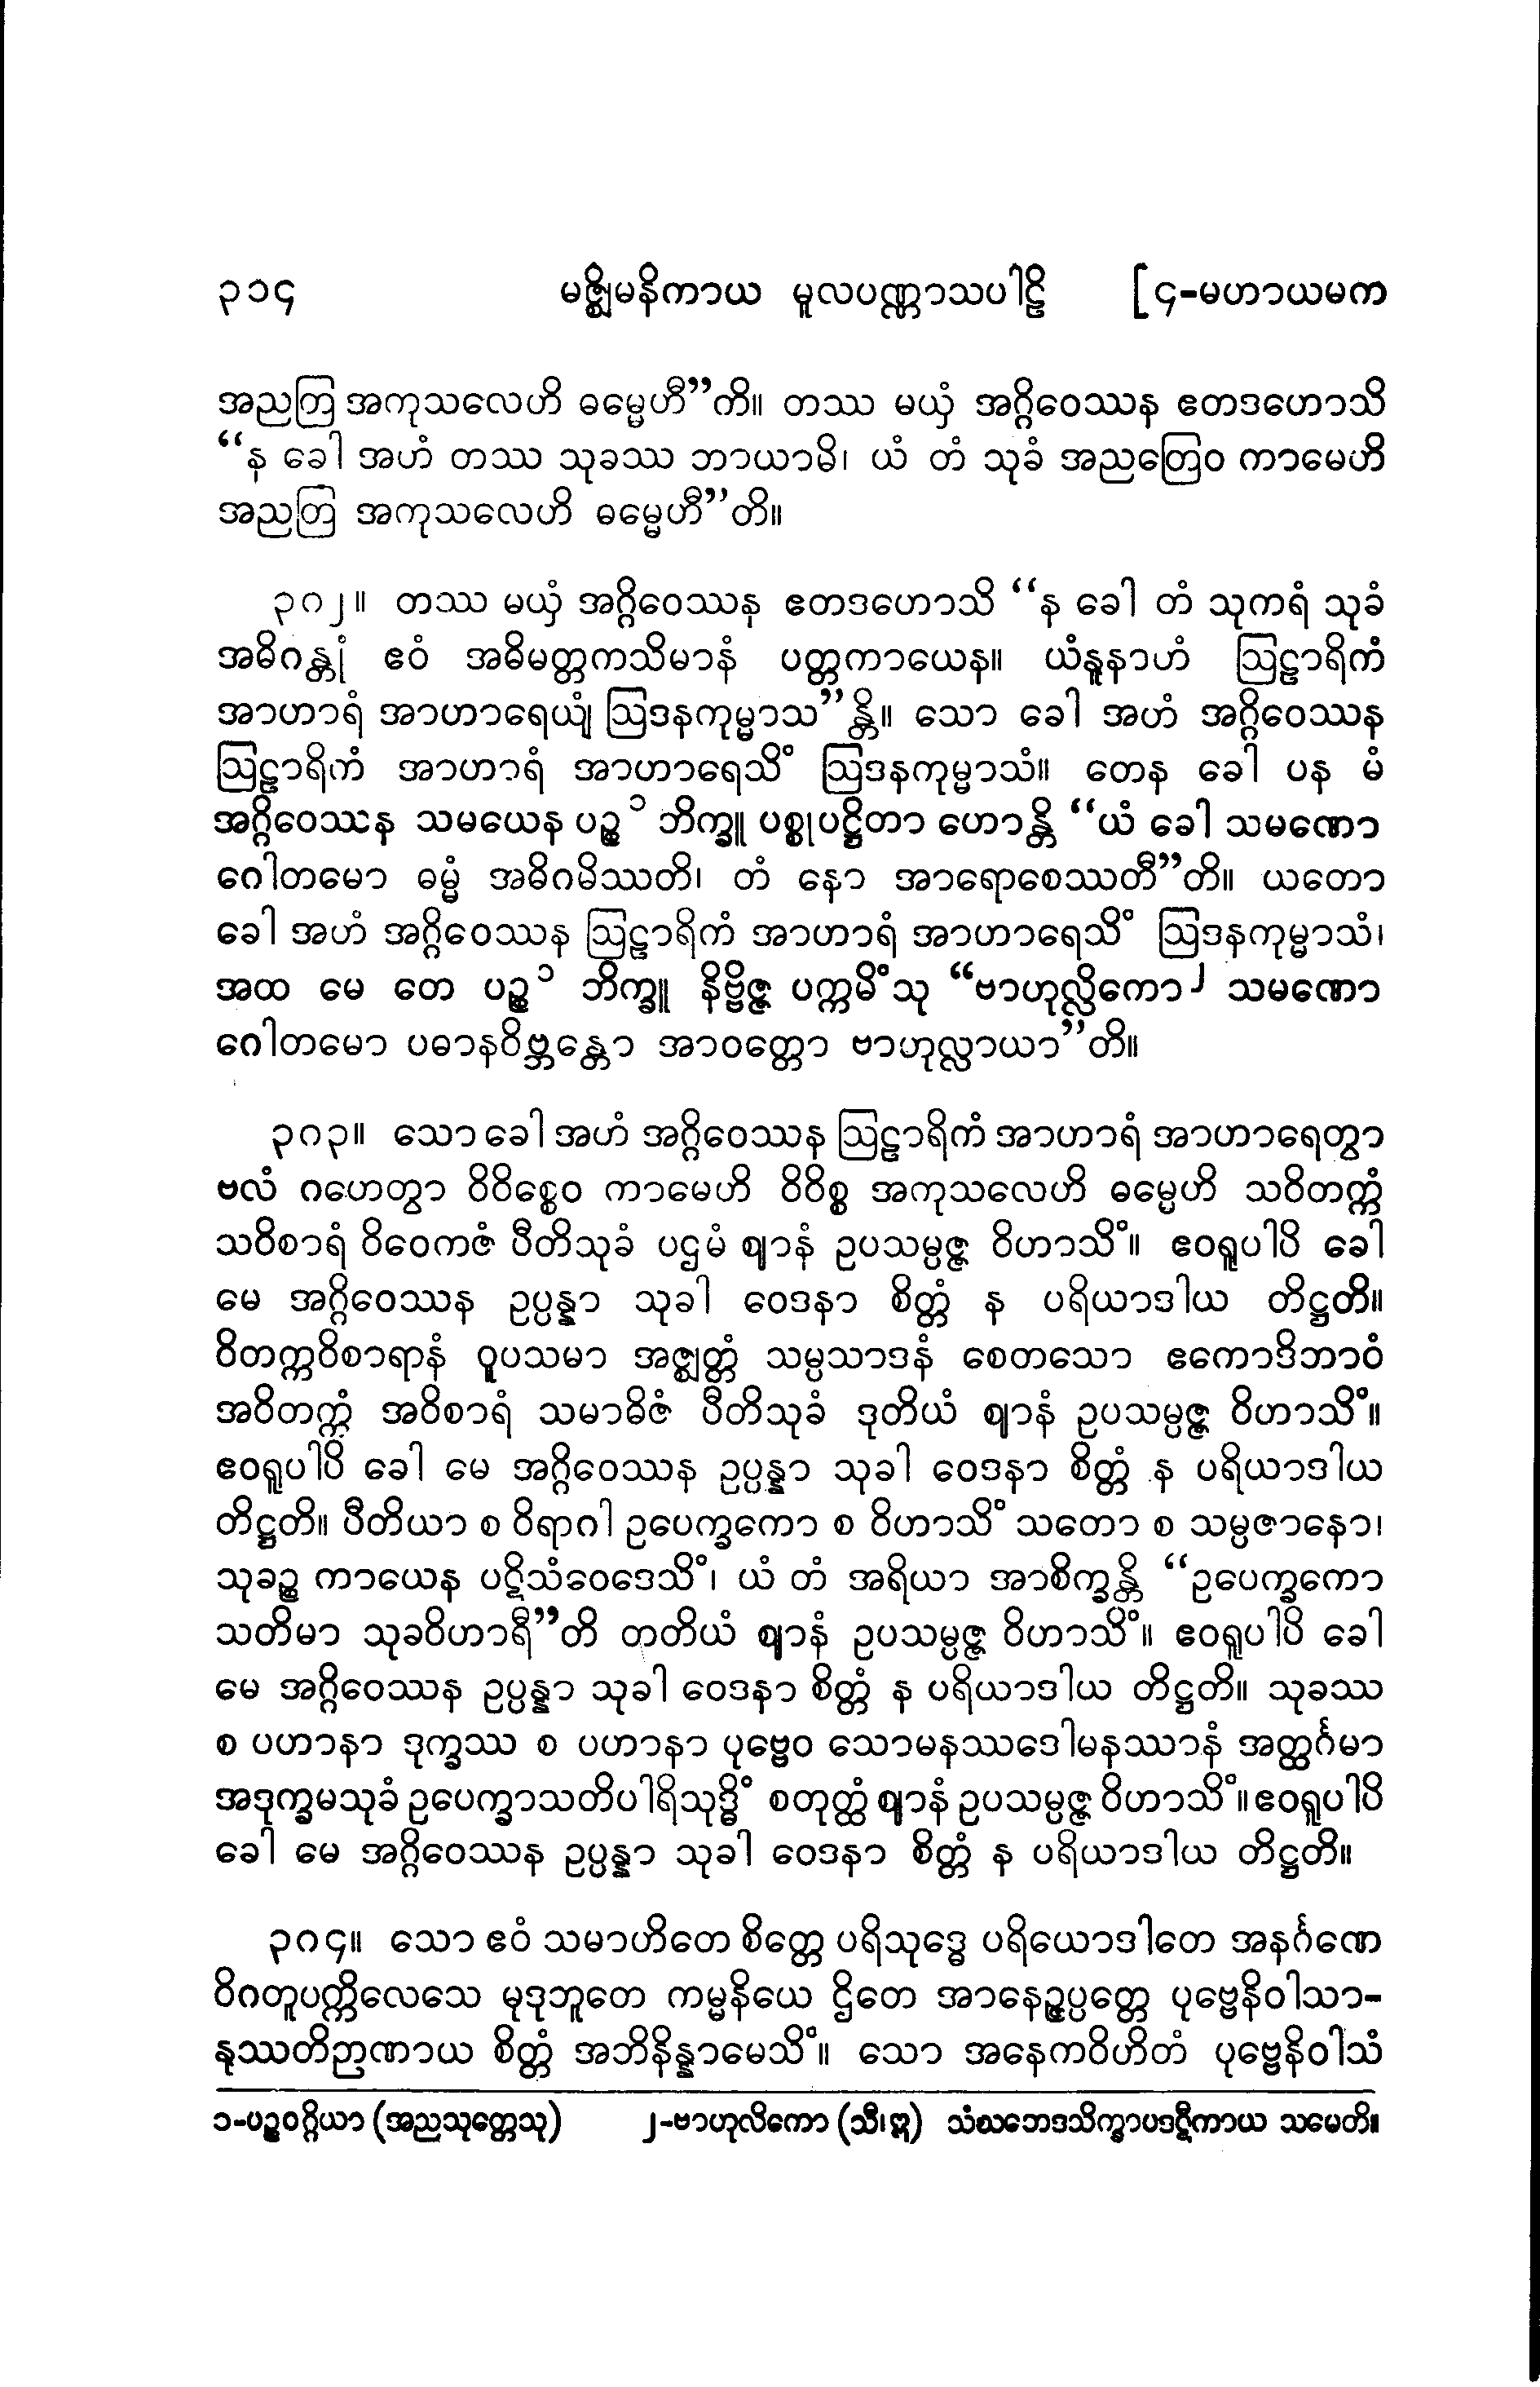 ၃၁၄ မဇ္ဈိမနိကာယ မူလပဏ္ဏာသပါဠိ [၄-မဟာယမက
အညတြ အကုသလေဟိ ဓမ္မေဟီ”ကိ။ တဿ မယှံ အဂ္ဂိဝေဿန ဧတဒဟောသိ
“န ခေါ အဟံ တဿ သုခဿ ဘာယာမိ၊ ယံ တံ သုခံ အညတြေဝ ကာမေဟိ
အညတြ အကုသလေဟိ ဓမ္မေဟီ”တိ။
၃၈၂။ တဿ မယှံ အဂ္ဂိဝေဿန ဧတဒဟောသိ “န ခေါ တံ သုကရံ သုခံ
အဓိဂန္တုံ ဧဝံ အဓိမတ္တကသိမာနံ ပတ္တကာယေန။ ယံနူနာဟံ ဩဠာရိကံ
အာဟာရံ အာဟာရေယျံ ဩဒနကုမ္မာသ”န္တိ။ သော ခေါ အဟံ အဂ္ဂိဝေဿန
ဩဠာရိကံ အာဟာရံ အာဟာရေသိံ ဩဒနကုမ္မာသံ။ တေန ခေါ ပန မံ
အဂ္ဂိဝေဿန သမယေန ပဉ္စ ၁ ဘိက္ခူ ပစ္စုပဋ္ဌိတာ ဟောန္တိ “ယံ ခေါ သမဏော
ဂေါတမော ဓမ္မံ အဓိဂမိဿတိ၊ တံ နော အာရောစေဿတီ”တိ။ ယတော
ခေါ အဟံ အဂ္ဂိဝေဿန ဩဠာရိကံ အာဟာရံ အာဟာရေသိံ ဩဒနကုမ္မာသံ၊
အထ မေ တေ ပဉ္စ ၁ ဘိက္ခူ နိဗ္ဗိဇ္ဇ ပက္ကမိံသု “ဗာဟုလ္လိကော ၂ သမဏော
ဂေါတမော ပဓာနဝိဗ္ဘန္တော အာဝတ္တော ဗာဟုလ္လာယာ”တိ။
၃၈၃။ သော ခေါ အဟံ အဂ္ဂိဝေဿန ဩဠာရိကံ အာဟာရံ အာဟာရေတွာ
ဗလံ ဂဟေတွာ ဝိဝိစ္စေဝ ကာမေဟိ ဝိဝိစ္စ အကုသလေဟိ ဓမ္မေဟိ သဝိတက္ကံ
သဝိစာရံ ဝိဝေကဇံ ပီတိသုခံ ပဌမံ ဈာနံ ဥပသမ္ပဇ္ဇ ဝိဟာသိံ။ ဧဝရူပါပိ ခေါ
မေ အဂ္ဂိဝေဿန ဥပ္ပန္နာ သုခါ ဝေဒနာ စိတ္တံ န ပရိယာဒါယ တိဋ္ဌတိ။
ဝိတက္ကဝိစာရာနံ ဝူပသမာ အဇ္ဈတ္တံ သမ္ပသာဒနံ စေတသော ဧကောဒိဘာဝံ
အဝိတက္ကံ အဝိစာရံ သမာဓိဇံ ပီတိသုခံ ဒုတိယံ ဈာနံ ဥပသမ္ပဇ္ဇ ဝိဟာသိံ။
ဧဝရူပါပိ ခေါ မေ အဂ္ဂိဝေဿန ဥပ္ပန္နာ သုခါ ဝေဒနာ စိတ္တံ န ပရိယာဒါယ
တိဋ္ဌတိ။ ပီတိယာ စ ဝိရာဂါ ဥပေက္ခကော စ ဝိဟာသိံ သတော စ သမ္ပဇာနော၊
သုခဉ္စ ကာယေန ပဋိသံဝေဒေသိံ၊ ယံ တံ အရိယာ အာစိက္ခန္တိ “ဥပေက္ခကော
သတိမာ သုခဝိဟာရီ”တိ တတိယံ ဈာနံ ဥပသမ္ပဇ္ဇ ဝိဟာသိံ။ ဧဝရူပါပိ ခေါ
မေ အဂ္ဂိဝေဿန ဥပ္ပန္နာ သုခါ ဝေဒနာ စိတ္တံ န ပရိယာဒါယ တိဋ္ဌတိ။ သုခဿ
စ ပဟာနာ ဒုက္ခဿ စ ပဟာနာ ပုဗ္ဗေဝ သောမနဿဒေါမနဿာနံ အတ္ထင်္ဂမာ
အဒုက္ခမသုခံ ဥပေက္ခာသတိပါရိသုဒ္ဓိံ စတုတ္ထံ ဈာနံ ဥပသမ္ပဇ္ဇ ဝိဟာသိံ။ ဧဝရူပါပိ
ခေါ မေ အဂ္ဂိဝေဿန ဥပ္ပန္နာ သုခါ ဝေဒနာ စိတ္တံ န ပရိယာဒါယ တိဋ္ဌတိ။
၃၈၄။ သော ဧဝံ သမာဟိတေ စိတ္တေ ပရိသုဒ္ဓေ ပရိယောဒါတေ အနင်္ဂဏေ
ဝိဂတူပက္ကိလေသေ မုဒုဘူတေ ကမ္မနိယေ ဌိတေ အာနေဉ္ဇပ္ပတ္တေ ပုဗ္ဗေနိဝါသာ-
နုဿတိဉာဏာယ စိတ္တံ အဘိနိန္နာမေသိံ။ သော အနေကဝိဟိတံ ပုဗ္ဗေနိဝါသံ
၁-ပဉ္စဝဂ္ဂိယာ (အညသုတ္တေသု) ၂-ဗာဟုလိကော (သီ၊ ဣ) သံဃဘေဒသိက္ခာပဒဋီကာယ သမေတိ။